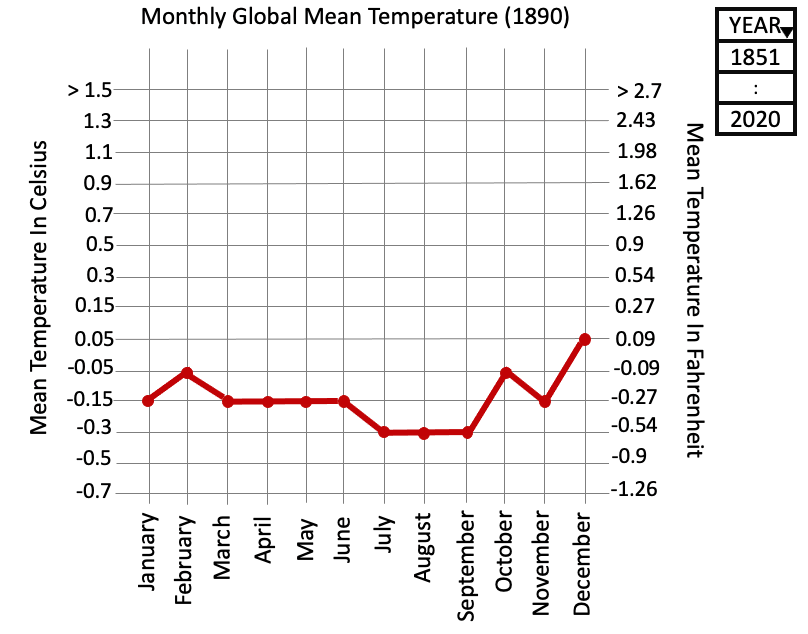 Monthly Global Mean Temperature (1890)
YEAR
1851
:
2020
Mean Temperature In Celsius
> 1.5
1.3
1.1
0.9
0.7
0.5
0.3
0.15
0.05
-0.05
-0.15
-0.3
-0.5
-0.7
> 2.7
2.43
1.98
1.62
1.26
0.9
0.54
0.27
0.09
-0.09
-0.27
-0.54
-0.9
-1.26
Mean Temperature In Fahrenheit
January
February
March
April
May
June
July
August
September
October
November
December